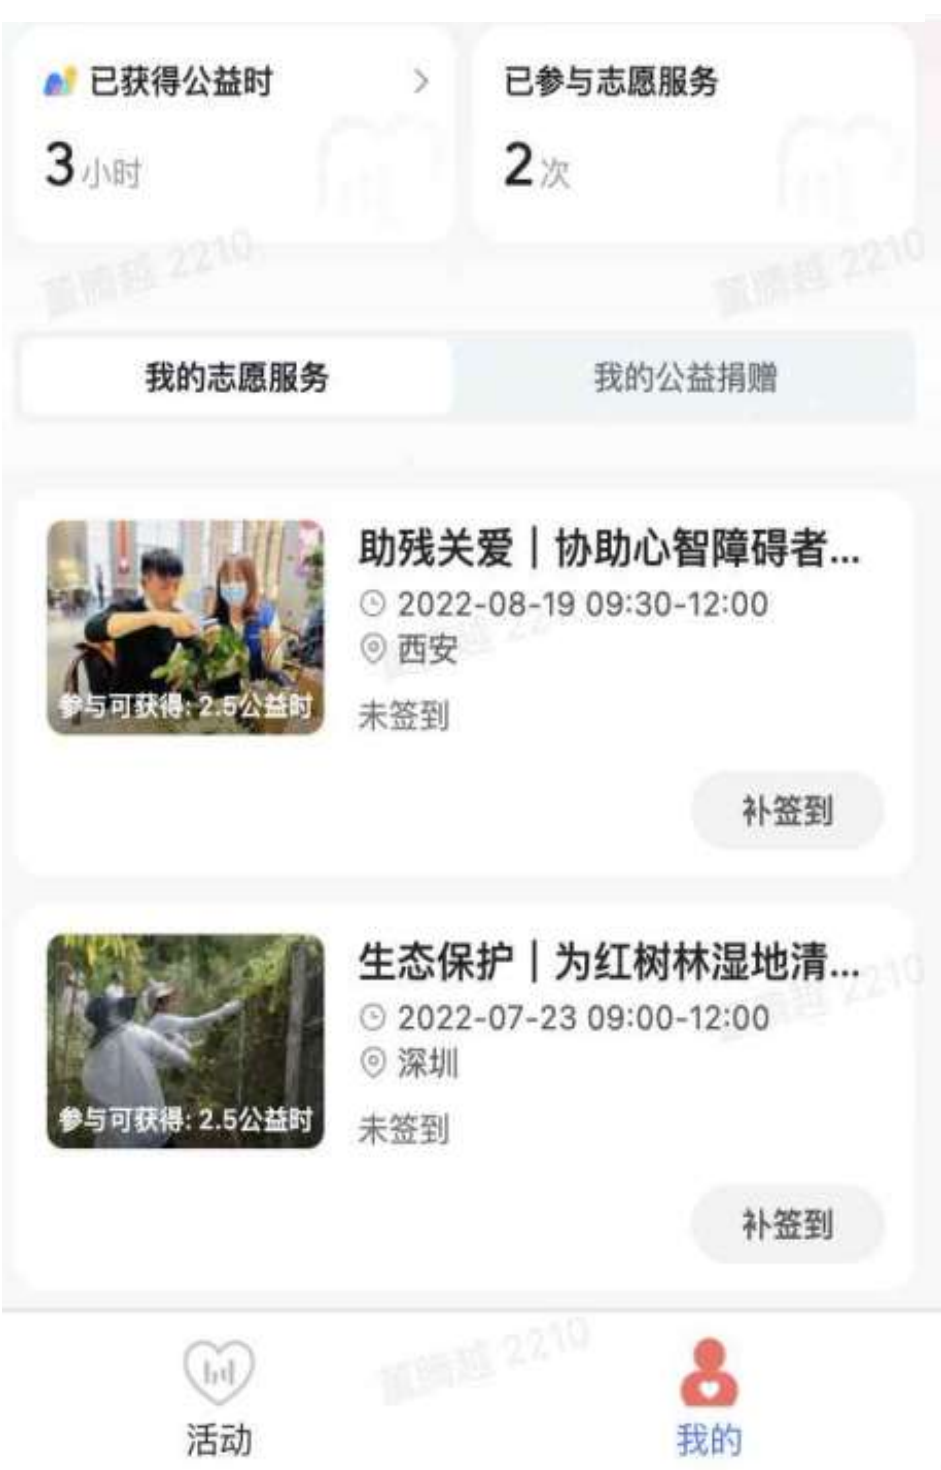 已获得公益时
3小时
已参与志愿服务
2次
我的志愿服务
我的公益捐赠
助残关爱｜协助心智障碍者...
2022-08-19 09:30-12:00
西安
参与可获得: 2.5公益时
未签到
补签到
生态保护｜为红树林湿地清...
2022-07-23 09:00-12:00
深圳
参与可获得: 2.5公益时
未签到
补签到
活动
我的
2210
2210
2210
2210